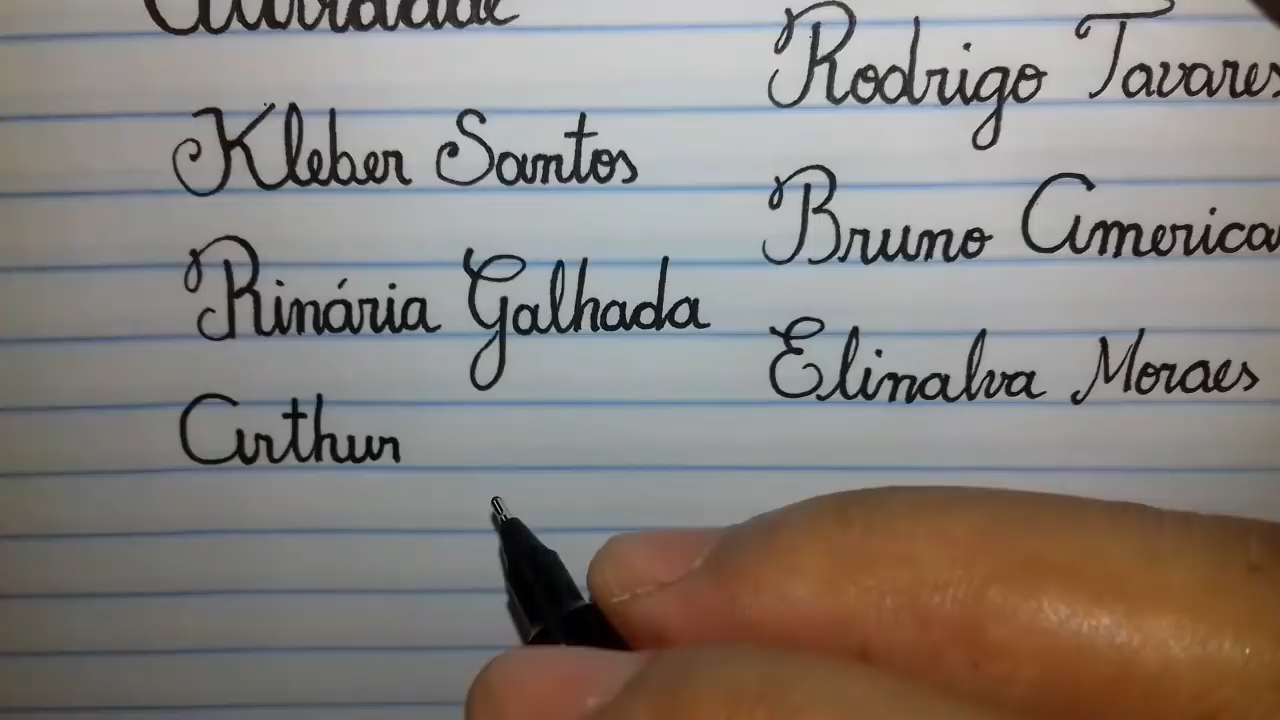 Kleber Santos
Rinária Galhada
Arthur
Rodrigo Tavares
Bruno America
Elinalva Moraes